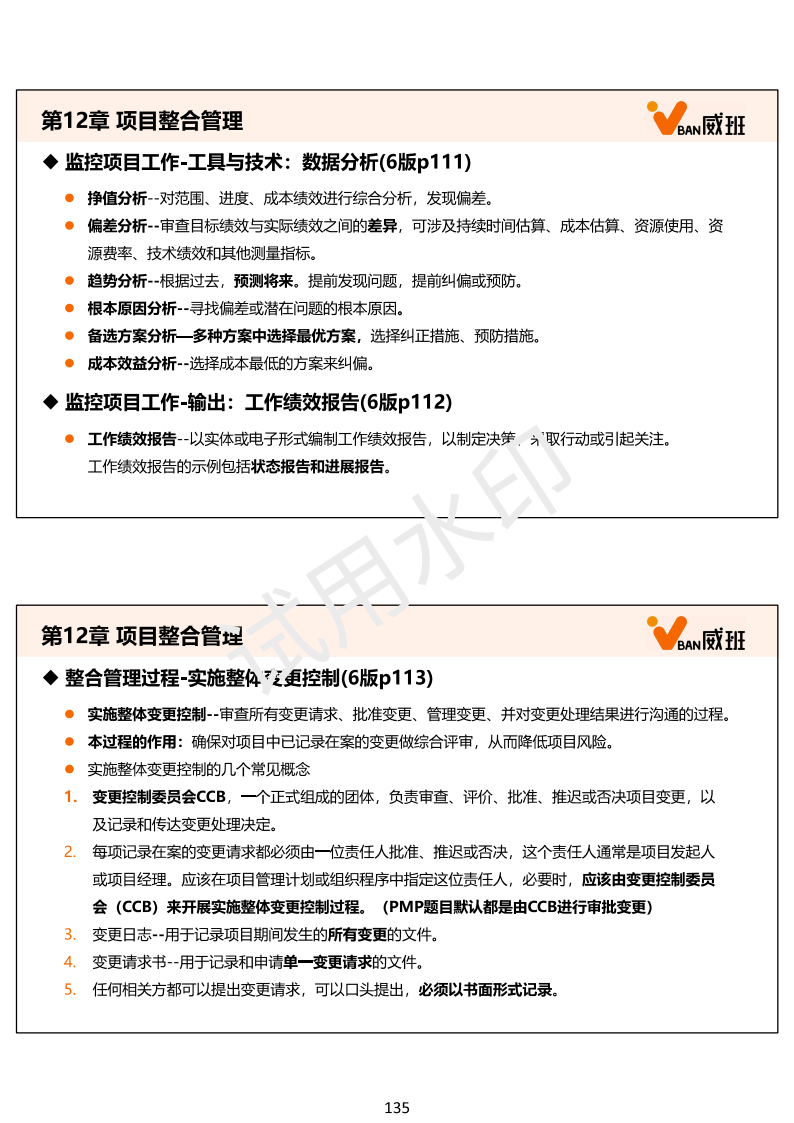 第12章 项目整合管理
VBAN威班
◆ 监控项目工作-工具与技术：数据分析(6版p111)
● 挣值分析--对范围、进度、成本绩效进行综合分析，发现偏差。
● 偏差分析--审查目标绩效与实际绩效之间的差异，可涉及持续时间估算、成本估算、资源使用、资
源费率、技术绩效和其他测量指标。
● 趋势分析--根据过去，预测将来。提前发现问题，提前纠偏或预防。
● 根本原因分析--寻找偏差或潜在问题的根本原因。
● 备选方案分析—多种方案中选择最优方案，选择纠正措施、预防措施。
● 成本效益分析--选择成本最低的方案来纠偏。
◆ 监控项目工作-输出：工作绩效报告(6版p112)
● 工作绩效报告--以实体或电子形式编制工作绩效报告，以制定决策、采取行动或引起关注。
工作绩效报告的示例包括状态报告和进展报告。
试用水印
第12章 项目整合管理
VBAN威班
◆ 整合管理过程-实施整体变更控制(6版p113)
● 实施整体变更控制--审查所有变更请求、批准变更、管理变更、并对变更处理结果进行沟通的过程。
● 本过程的作用：确保对项目中已记录在案的变更做综合评审，从而降低项目风险。
● 实施整体变更控制的几个常见概念
1. 变更控制委员会CCB，一个正式组成的团体，负责审查、评价、批准、推迟或否决项目变更，以
及记录和传达变更处理决定。
2. 每项记录在案的变更请求都必须由一位责任人批准、推迟或否决，这个责任人通常是项目发起人
或项目经理。应该在项目管理计划或组织程序中指定这位责任人，必要时，应该由变更控制委员
会（CCB）来开展实施整体变更控制过程。（PMP题目默认都是由CCB进行审批变更）
3. 变更日志--用于记录项目期间发生的所有变更的文件。
4. 变更请求书--用于记录和申请单一变更请求的文件。
5. 任何相关方都可以提出变更请求，可以口头提出，必须以书面形式记录。
135